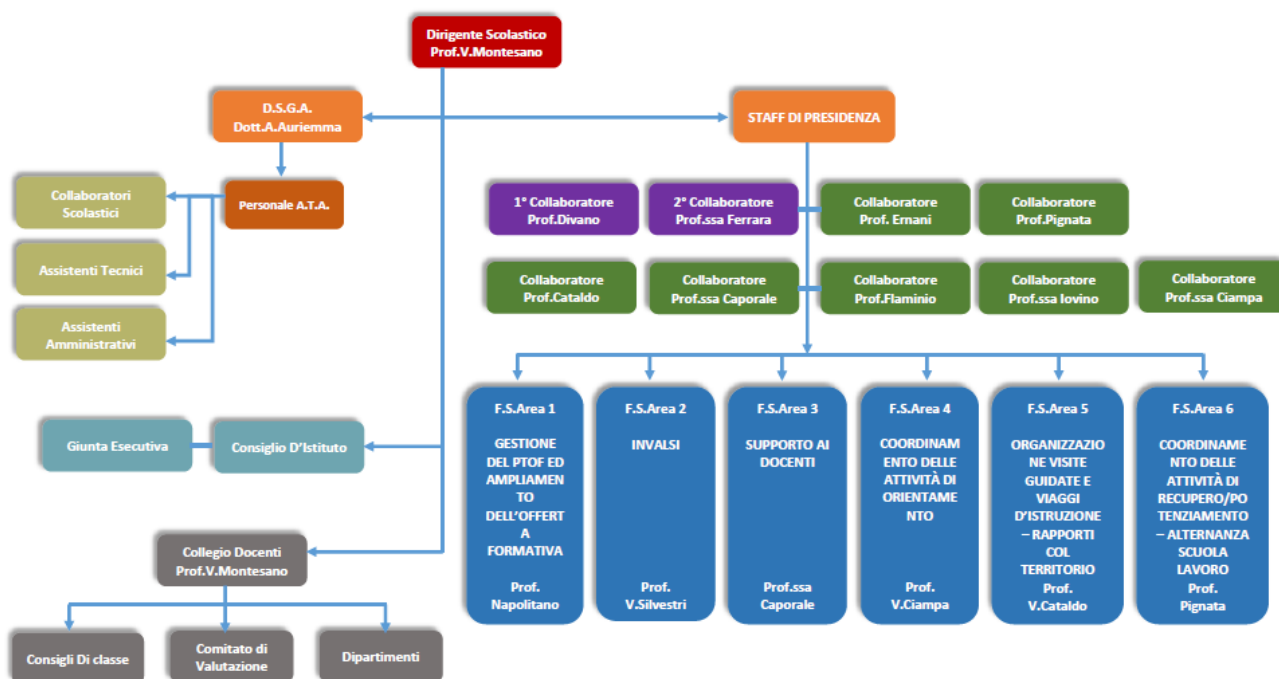 Dirigente Scolastico
Prof.V.Montesano
D.S.G.A.
Dott.A.Auriemma
STAFF DI PRESIDENZA
Collaboratori
Scolastici
Personale A.T.A.
Assistenti Tecnici
Assistenti
Amministrativi
1° Collaboratore
Prof.Divano
2° Collaboratore
Prof.ssa Ferrara
Collaboratore
Prof. Ernani
Collaboratore
Prof.Pignata
Collaboratore
Prof.Cataldo
Collaboratore
Prof.ssa Caporale
Collaboratore
Prof.Flaminio
Collaboratore
Prof.ssa Iovino
Collaboratore
Prof.ssa Ciampa
Giunta Esecutiva
Consiglio D'Istituto
F.S.Area 1
GESTIONE
DEL PTOF ED
AMPLIAMEN
TO
DELL'OFFERT
A
FORMATIVA
Prof.
Napolitano
F.S.Area 2
INVALSI
Prof.
V.Silvestri
F.S.Area 3
SUPPORTO AI
DOCENTI
Prof.ssa
Caporale
F.S.Area 4
COORDINAM
ENTO DELLE
ATTIVITÀ DI
ORIENTAME
NTO
Prof.
V.Ciampa
F.S.Area 5
ORGANIZZAZIO
NE VISITE
GUIDATE E
VIAGGI
D'ISTRUZIONE
– RAPPORTI
COL
TERRITORIO
Prof.
V.Cataldo
F.S.Area 6
COORDINAME
NTO DELLE
ATTIVITÀ DI
RECUPERO/PO
TENZIAMENTO
– ALTERNANZA
SCUOLA
LAVORO
Prof.
Pignata
Collegio Docenti
Prof.V.Montesano
Consigli Di classe
Comitato di
Valutazione
Dipartimenti